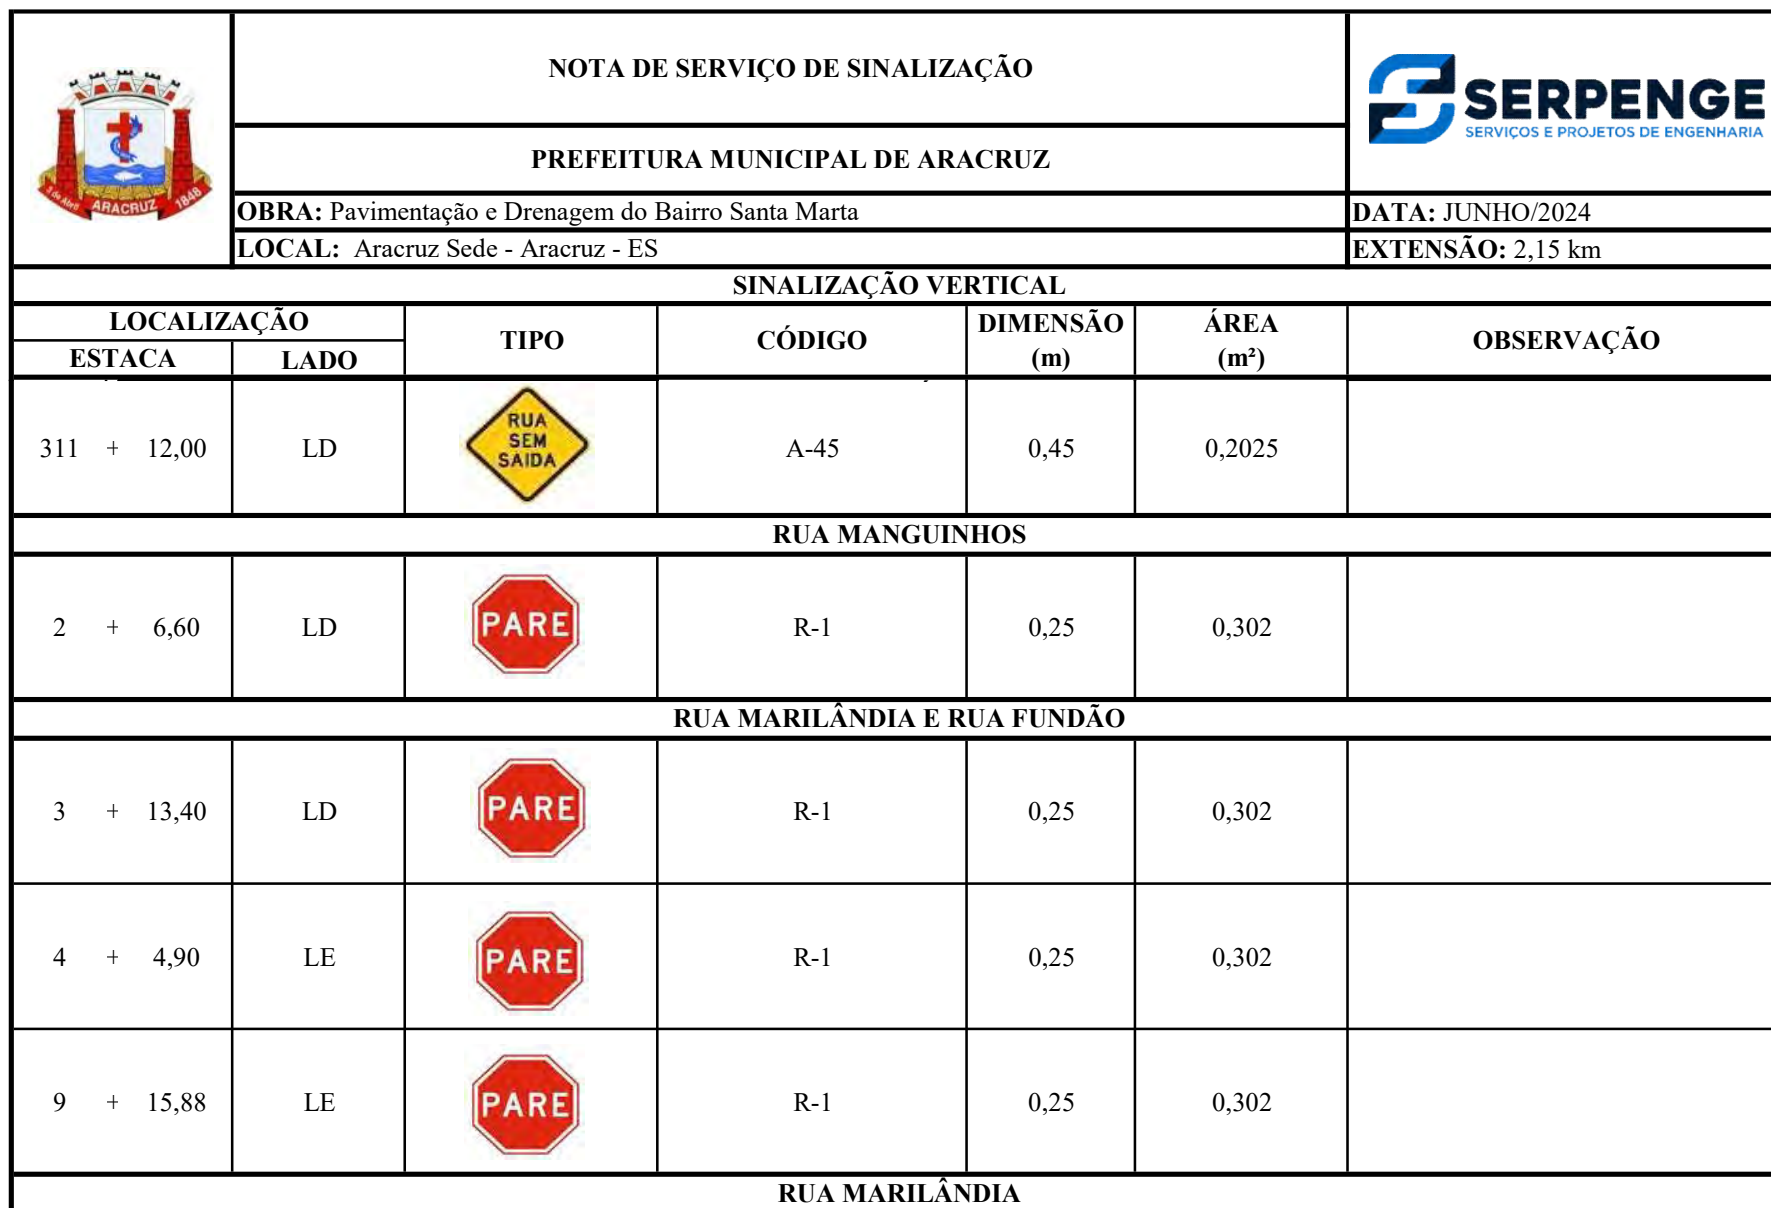 NOTA DE SERVIÇO DE SINALIZAÇÃO
SERPENGE
SERVIÇOS E PROJETOS DE ENGENHARIA
PREFEITURA MUNICIPAL DE ARACRUZ
5 de Abril ARACRUZ 1848
OBRA: Pavimentação e Drenagem do Bairro Santa Marta DATA: JUNHO/2024
LOCAL: Aracruz Sede - Aracruz - ES EXTENSÃO: 2,15 km
SINALIZAÇÃO VERTICAL
LOCALIZAÇÃO TIPO CÓDIGO DIMENSÃO (m) ÁREA (m²) OBSERVAÇÃO
ESTACA LADO
311 + 12,00 LD RUA SEM SAIDA A-45 0,45 0,2025
RUA MANGUINHOS
2 + 6,60 LD PARE R-1 0,25 0,302
RUA MARILÂNDIA E RUA FUNDÃO
3 + 13,40 LD PARE R-1 0,25 0,302
4 + 4,90 LE PARE R-1 0,25 0,302
9 + 15,88 LE PARE R-1 0,25 0,302
RUA MARILÂNDIA